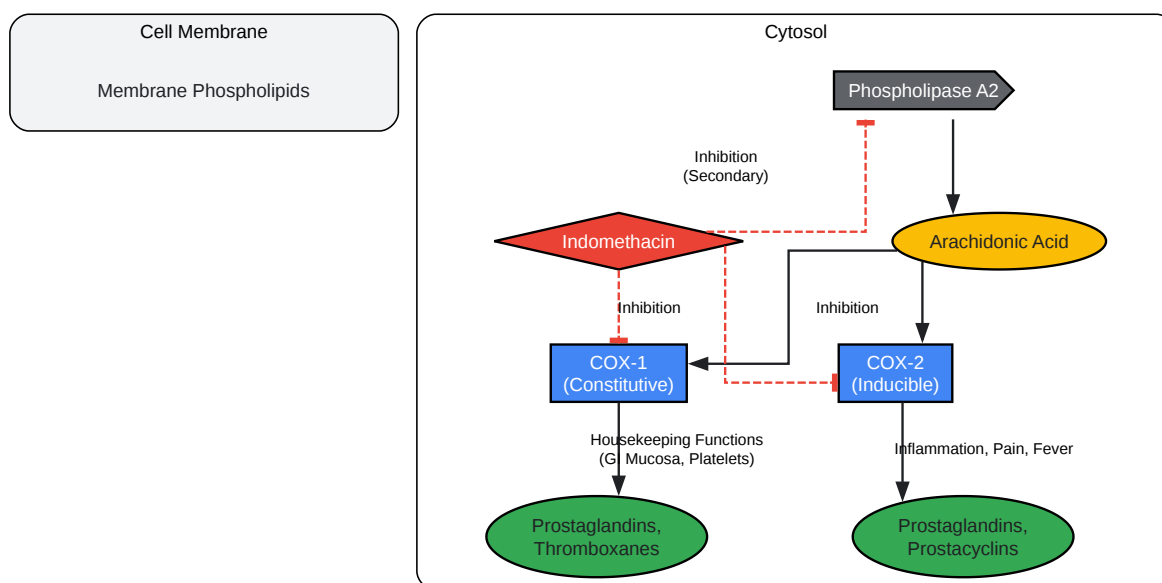 Cell Membrane
Membrane Phospholipids
Cytosol
Phospholipase A2
Inhibition
(Secondary)
Indomethacin
Arachidonic Acid
Inhibition
Inhibition
COX-1
(Constitutive)
COX-2
(Inducible)
Housekeeping Functions
(GI Mucosa, Platelets)
Inflammation, Pain, Fever
Prostaglandins,
Thromboxanes
Prostaglandins,
Prostacyclins